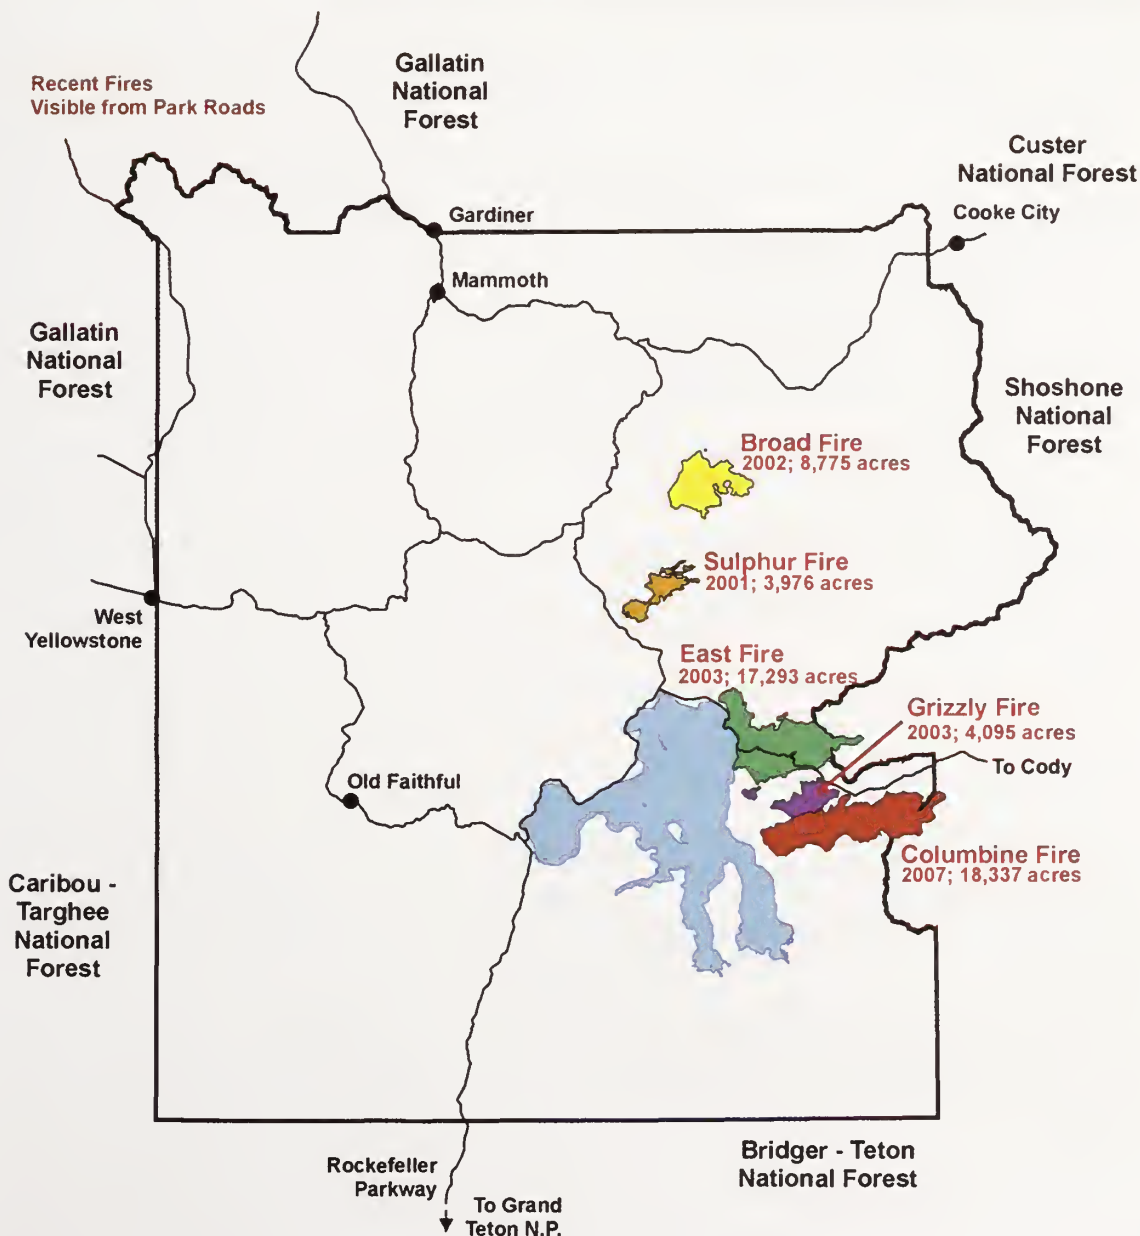 Recent Fires
Visible from Park Roads
Gallatin
National
Forest
Custer
National Forest
Cooke City
Gardiner
Mammoth
Gallatin
National
Forest
Shoshone
National
Forest
Broad Fire
2002; 8,775 acres
Sulphur Fire
2001; 3,976 acres
West
Yellowstone
East Fire
2003; 17,293 acres
Grizzly Fire
2003; 4,095 acres
To Cody
Old Faithful
Columbine Fire
2007; 18,337 acres
Caribou -
Targhee
National
Forest
Bridger - Teton
National Forest
Rockefeller
Parkway
To Grand
Teton N.P.